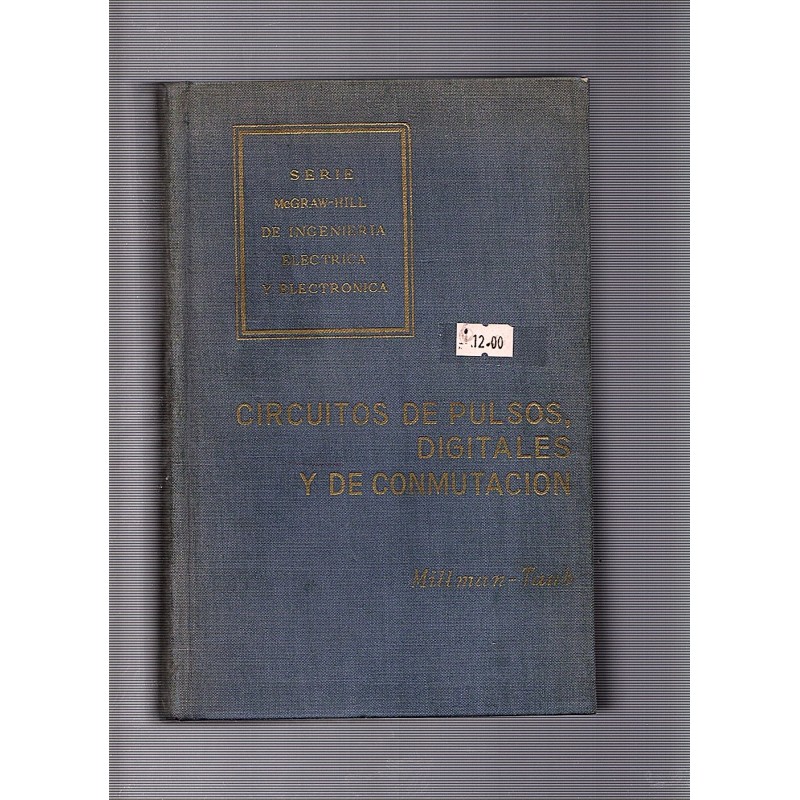 SERIE
McGRAW-HILL
DE INGENIERIA
ELECTRICA
Y ELECTRONICA
12.00
CIRCUITOS DE PULSOS,
DIGITALES
Y DE CONMUTACION
Millman-Taub